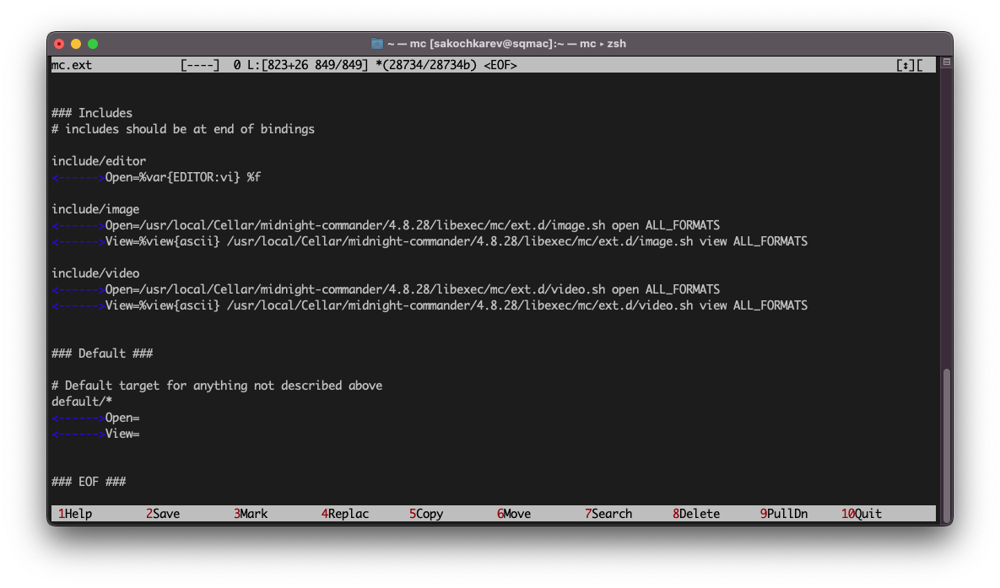 ~ — mc [sakochkarev@sqmac]:~ — mc ▸ zsh
mc.ext [----] 0 L:[823+26 849/849] *(28734/28734b) <EOF> [↕][
### Includes
# includes should be at end of bindings
include/editor
<------>Open=%var{EDITOR:vi} %f
include/image
<------>Open=/usr/local/Cellar/midnight-commander/4.8.28/libexec/mc/ext.d/image.sh open ALL_FORMATS
<------>View=%view{ascii} /usr/local/Cellar/midnight-commander/4.8.28/libexec/mc/ext.d/image.sh view ALL_FORMATS
include/video
<------>Open=/usr/local/Cellar/midnight-commander/4.8.28/libexec/mc/ext.d/video.sh open ALL_FORMATS
<------>View=%view{ascii} /usr/local/Cellar/midnight-commander/4.8.28/libexec/mc/ext.d/video.sh view ALL_FORMATS
### Default ###
# Default target for anything not described above
default/*
<------>Open=
<------>View=
### EOF ###
1Help 2Save 3Mark 4Replac 5Copy 6Move 7Search 8Delete 9PullDn 10Quit